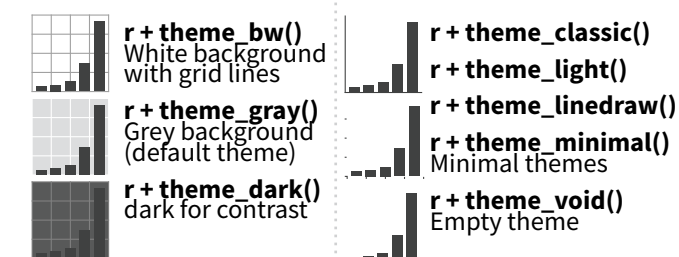 r + theme_bw()
White background
with grid lines
r + theme_gray()
Grey background
(default theme)
r + theme_dark()
dark for contrast
r + theme_classic()
r + theme_light()
r + theme_linedraw()
r + theme_minimal()
Minimal themes
r + theme_void()
Empty theme